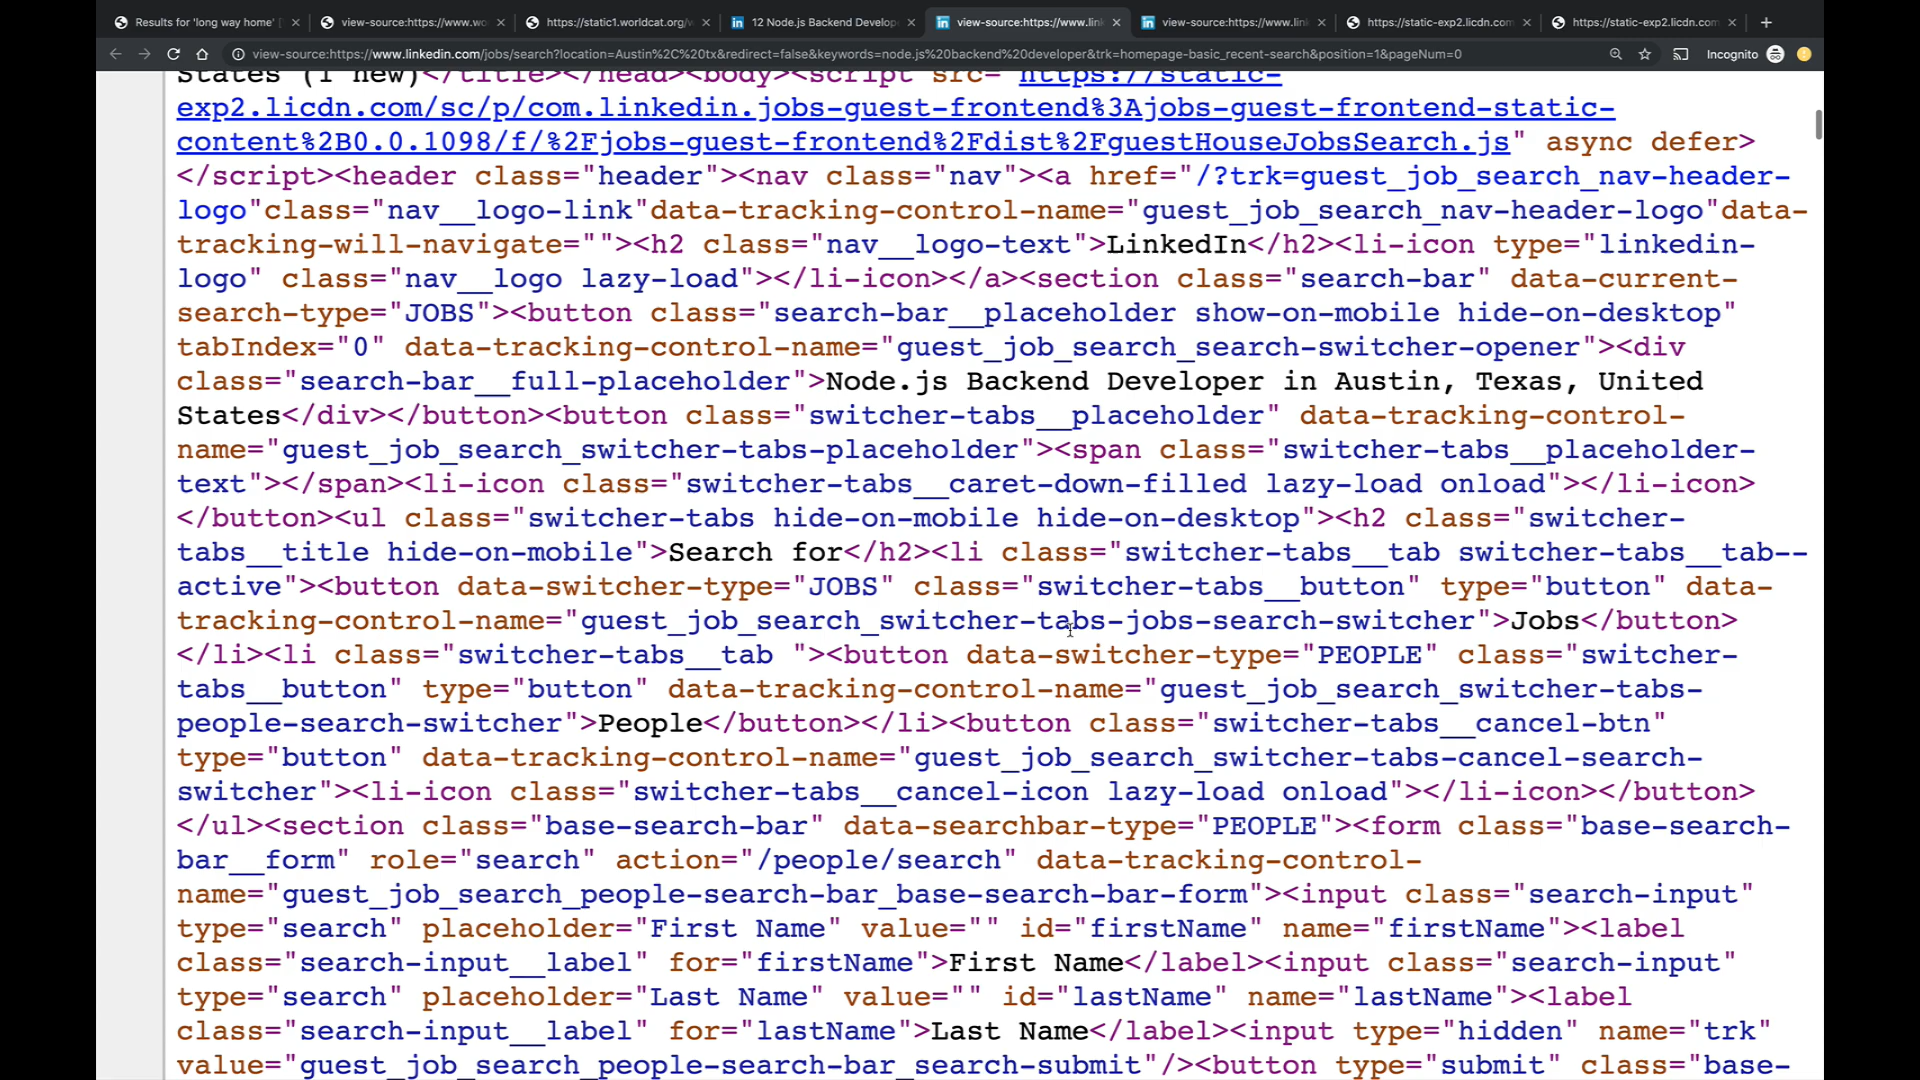 Results for 'long way home' [
view-source:https://www.wo
https://static1.worldcat.org/w
12 Node.js Backend Develop
view-source:https://www.link
view-source:https://www.link
https://static-exp2.licdn.com
https://static-exp2.licdn.com
view-source:https://www.linkedin.com/jobs/search?location=Austin%2C%20tx&redirect=false&keywords=node.js%20backend%20developer&trk=homepage-basic_recent-search&position=1&pageNum=0
Incognito
States (1 new)</title></head><body><script src="https://static-
exp2.licdn.com/sc/p/com.linkedin.jobs-guest-frontend%3Ajobs-guest-frontend-static-
content%2B0.0.1098/f/%2Fjobs-guest-frontend%2Fdist%2FguestHouseJobsSearch.js" async defer>
</script><header class="header"><nav class="nav"><a href="/?trk=guest_job_search_nav-header-
logo"class="nav__logo-link"data-tracking-control-name="guest_job_search_nav-header-logo"data-
tracking-will-navigate=""><h2 class="nav__logo-text">LinkedIn</h2><li-icon type="linkedin-
logo" class="nav__logo lazy-load"></li-icon></a><section class="search-bar" data-current-
search-type="JOBS"><button class="search-bar__placeholder show-on-mobile hide-on-desktop"
tabIndex="0" data-tracking-control-name="guest_job_search_search-switcher-opener"><div
class="search-bar__full-placeholder">Node.js Backend Developer in Austin, Texas, United
States</div></button><button class="switcher-tabs__placeholder" data-tracking-control-
name="guest_job_search_switcher-tabs-placeholder"><span class="switcher-tabs__placeholder-
text"></span><li-icon class="switcher-tabs__caret-down-filled lazy-load onload"></li-icon>
</button><ul class="switcher-tabs hide-on-mobile hide-on-desktop"><h2 class="switcher-
tabs__title hide-on-mobile">Search for</h2><li class="switcher-tabs__tab switcher-tabs__tab--
active"><button data-switcher-type="JOBS" class="switcher-tabs__button" type="button" data-
tracking-control-name="guest_job_search_switcher-tabs-jobs-search-switcher">Jobs</button>
</li><li class="switcher-tabs__tab "><button data-switcher-type="PEOPLE" class="switcher-
tabs__button" type="button" data-tracking-control-name="guest_job_search_switcher-tabs-
people-search-switcher">People</button></li><button class="switcher-tabs__cancel-btn"
type="button" data-tracking-control-name="guest_job_search_switcher-tabs-cancel-search-
switcher"><li-icon class="switcher-tabs__cancel-icon lazy-load onload"></li-icon></button>
</ul><section class="base-search-bar" data-searchbar-type="PEOPLE"><form class="base-search-
bar__form" role="search" action="/people/search" data-tracking-control-
name="guest_job_search_people-search-bar_base-search-bar-form"><input class="search-input"
type="search" placeholder="First Name" value="" id="firstName" name="firstName"><label
class="search-input__label" for="firstName">First Name</label><input class="search-input"
type="search" placeholder="Last Name" value="" id="lastName" name="lastName"><label
class="search-input__label" for="lastName">Last Name</label><input type="hidden" name="trk"
value="guest_job_search_people-search-bar_search-submit"/><button type="submit" class="base-